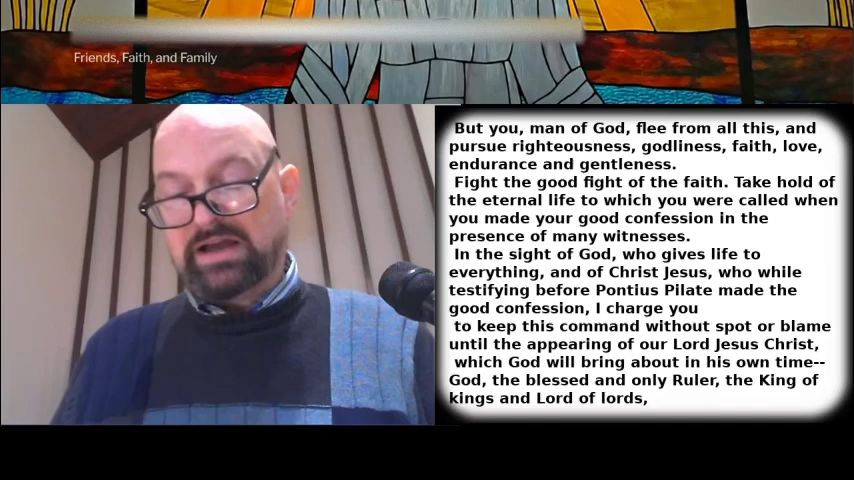 Friends, Faith, and Family
But you, man of God, flee from all this, and
pursue righteousness, godliness, faith, love,
endurance and gentleness.
Fight the good fight of the faith. Take hold of
the eternal life to which you were called when
you made your good confession in the
presence of many witnesses.
In the sight of God, who gives life to
everything, and of Christ Jesus, who while
testifying before Pontius Pilate made the
good confession, I charge you
to keep this command without spot or blame
until the appearing of our Lord Jesus Christ,
which God will bring about in his own time--
God, the blessed and only Ruler, the King of
kings and Lord of lords,